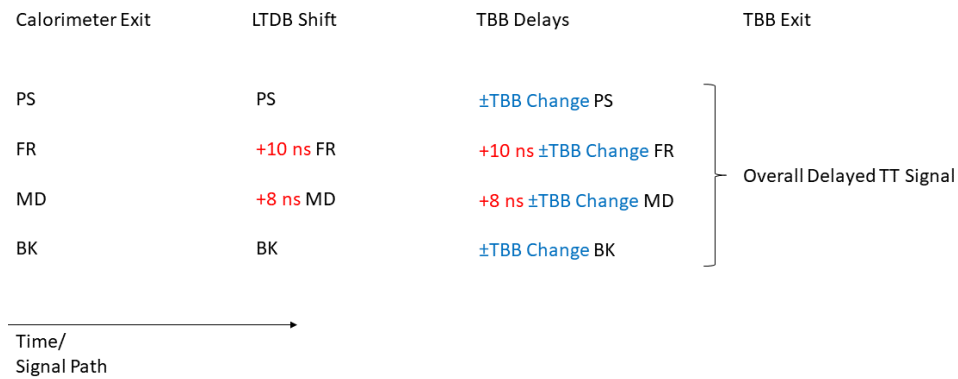 Calorimeter Exit LTDB Shift TBB Delays TBB Exit
PS PS ±TBB Change PS
FR +10 ns FR +10 ns ±TBB Change FR
MD +8 ns MD +8 ns ±TBB Change MD
Overall Delayed TT Signal
BK BK ±TBB Change BK
Time/
Signal Path